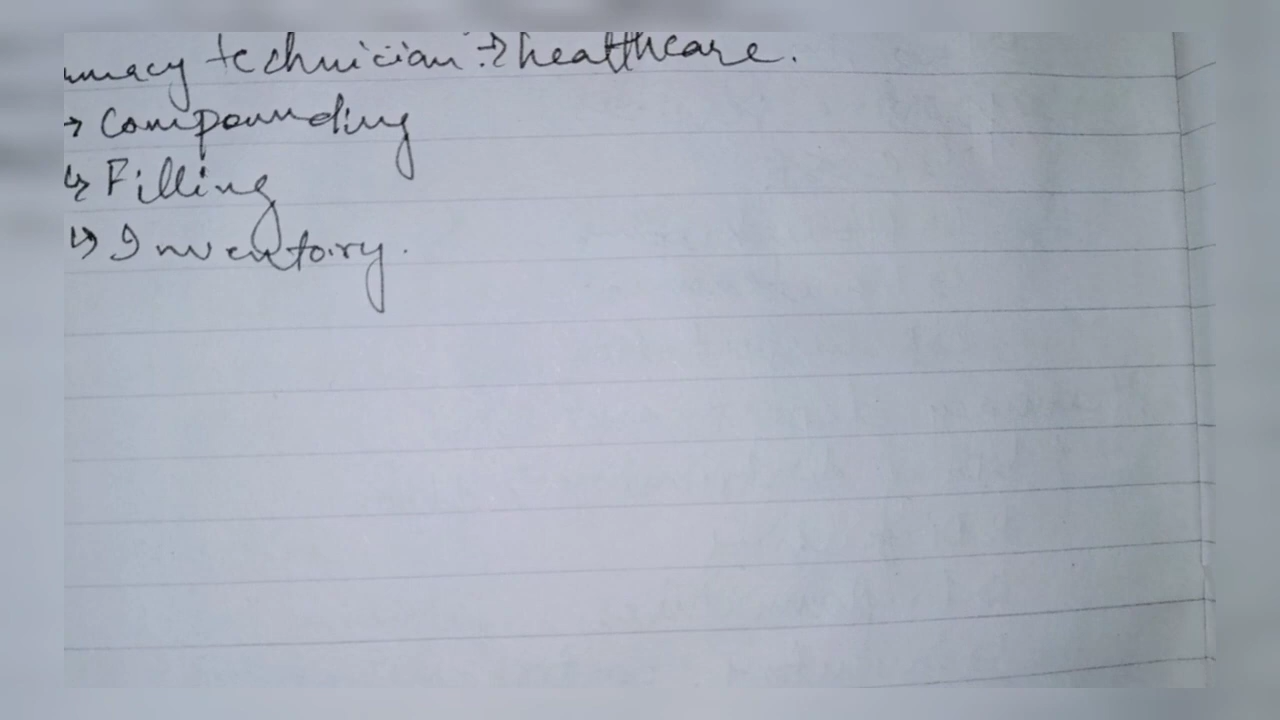 macy technician :→ healthcare.
→ Compounding
↳ Filling
↳ Inventory.